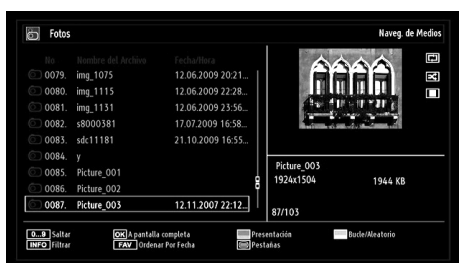 Fotos
Naveg. de Medios
No Nombre del Archivo Fecha/Hora
0079. img_1075 12.06.2009 20:21...
0080. img_1115 12.06.2009 22:28...
0081. img_1131 12.06.2009 23:56...
0082. s8000381 17.07.2009 16:58...
0083. sdc11181 21.10.2009 16:55...
0084. y
0085. Picture_001
0086. Picture_002
0087. Picture_003 12.11.2007 22:12...
Picture_003
1924x1504 1944 KB
87/103
0...9 Saltar OK A pantalla completa Presentación Bucle/Aleatorio
INFO Filtrar FAV Ordenar Por Fecha Pestañas